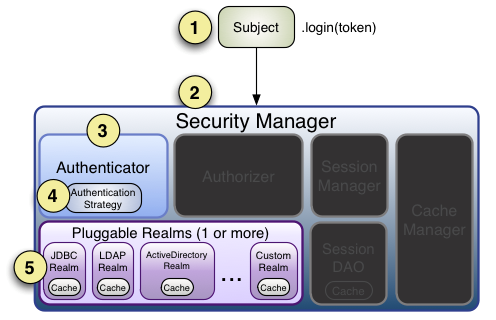 1
Subject
.login(token)
2
Security Manager
3
Authenticator
4
Authentication
Strategy
Authorizer
Session
Manager
Cache
Manager
Session
DAO
Cache
Pluggable Realms (1 or more)
5
JDBC
Realm
Cache
LDAP
Realm
Cache
ActiveDirectory
Realm
Cache
...
Custom
Realm
Cache